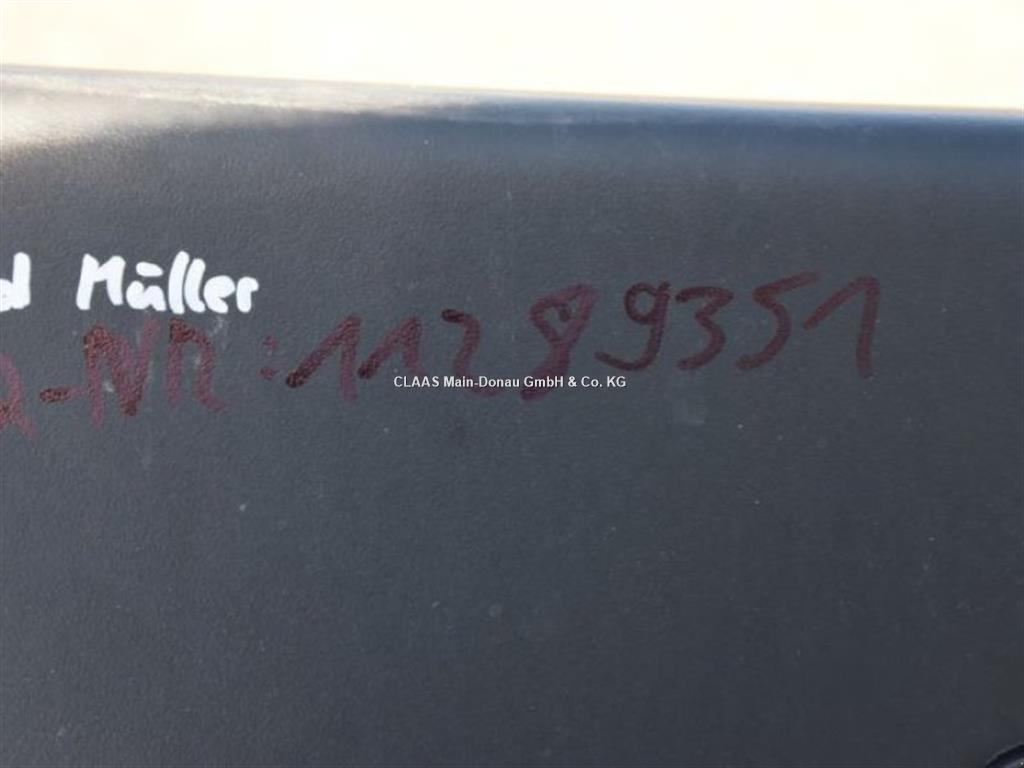 d Müller
-NR:11289351
CLAAS Main-Donau GmbH & Co. KG